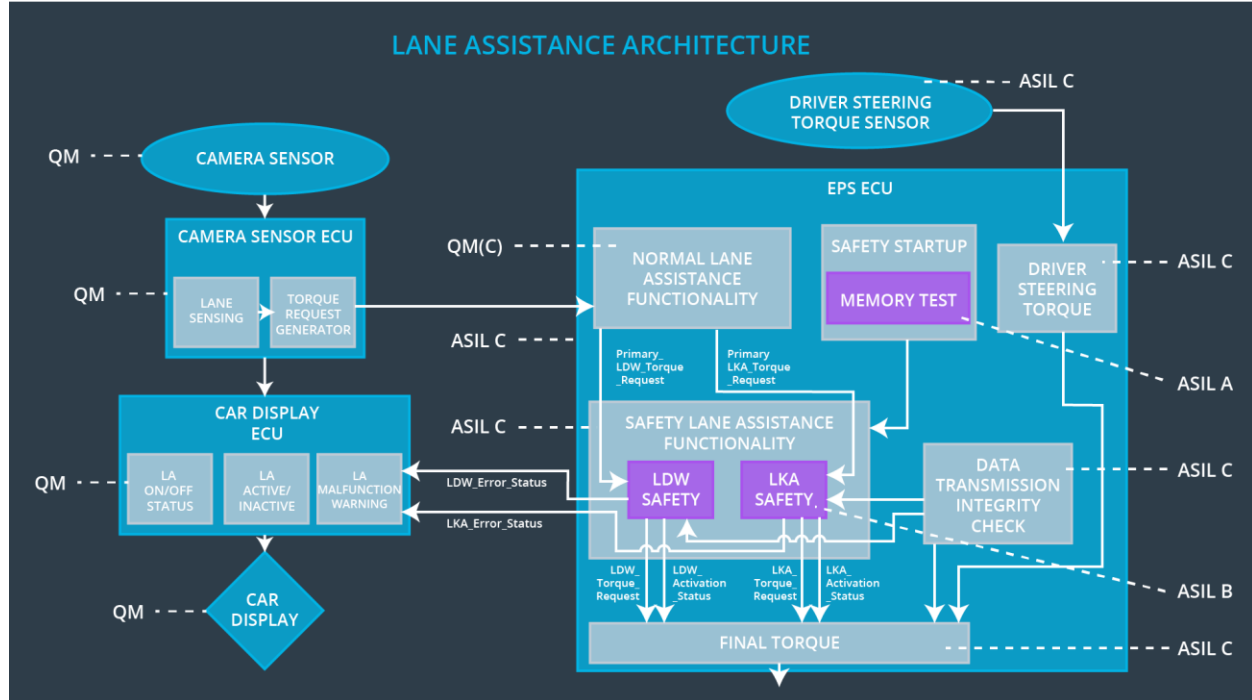 LANE ASSISTANCE ARCHITECTURE
ASIL C
DRIVER STEERING
TORQUE SENSOR
QM
CAMERA SENSOR
EPS ECU
CAMERA SENSOR ECU
QM
LANE
SENSING
TORQUE
REQUEST
GENERATOR
QM(C)
NORMAL LANE
ASSISTANCE
FUNCTIONALITY
SAFETY STARTUP
MEMORY TEST
DRIVER
STEERING
TORQUE
ASIL C
ASIL C
Primary_
LDW_Torque
_Request
Primary
LKA_Torque
_Request
ASIL A
CAR DISPLAY
ECU
QM
LA
ON/OFF
STATUS
LA
ACTIVE/
INACTIVE
LA
MALFUNCTION
WARNING
ASIL C
SAFETY LANE ASSISTANCE
FUNCTIONALITY
LDW
SAFETY
LKA
SAFETY
DATA
TRANSMISSION
INTEGRITY
CHECK
ASIL C
LDW_Error_Status
LKA_Error_Status
LDW_
Torque_
Request
LDW_
Activation
_Status
LKA_
Torque_
Request
LKA_
Activation
_Status
ASIL B
QM
CAR
DISPLAY
FINAL TORQUE
ASIL C